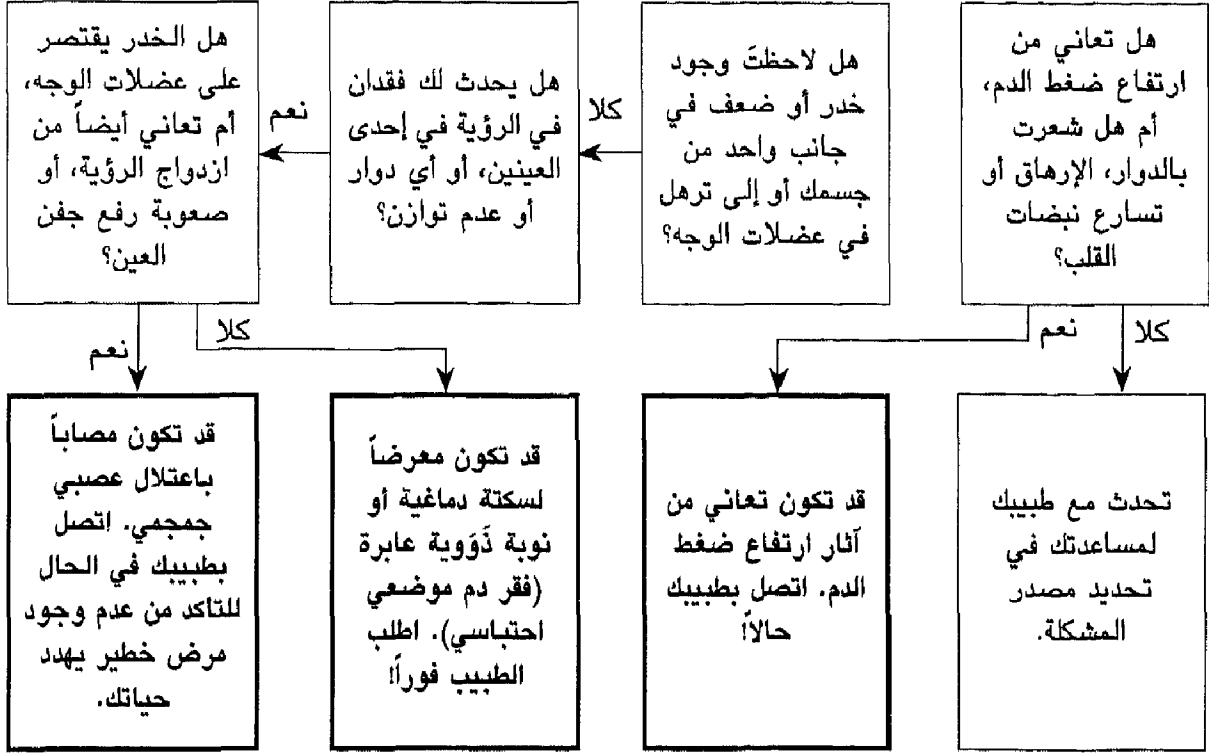 هل تعاني من
ارتفاع ضغط الدم،
أم هل شعرت
بالدوار، الإرهاق أو
تسارع نبضات
القلب؟
هل لاحظتَ وجود
خدر أو ضعف في
جانب واحد من
جسمك أو إلى ترهل
في عضلات الوجه؟
كلا
هل يحدث لك فقدان
في الرؤية في إحدى
العينين، أو أي دوار
أو عدم توازن؟
نعم
هل الخدر يقتصر
على عضلات الوجه،
أم تعاني أيضاً من
ازدواج الرؤية، أو
صعوبة رفع جفن
العين؟
كلا
نعم
كلا
نعم
تحدث مع طبيبك
لمساعدتك في
تحديد مصدر
المشكلة.
قد تكون تعاني من
آثار ارتفاع ضغط
الدم. اتصل بطبيبك
حالاً!
قد تكون معرضاً
لسكتة دماغية أو
نوبة ذَوَوية عابرة
(فقر دم موضعي
احتباسي). اطلب
الطبيب فوراً!
قد تكون مصاباً
باعتلال عصبي
جمجمي. اتصل
بطبيبك في الحال
للتأكد من عدم وجود
مرض خطير يهدد
حياتك.